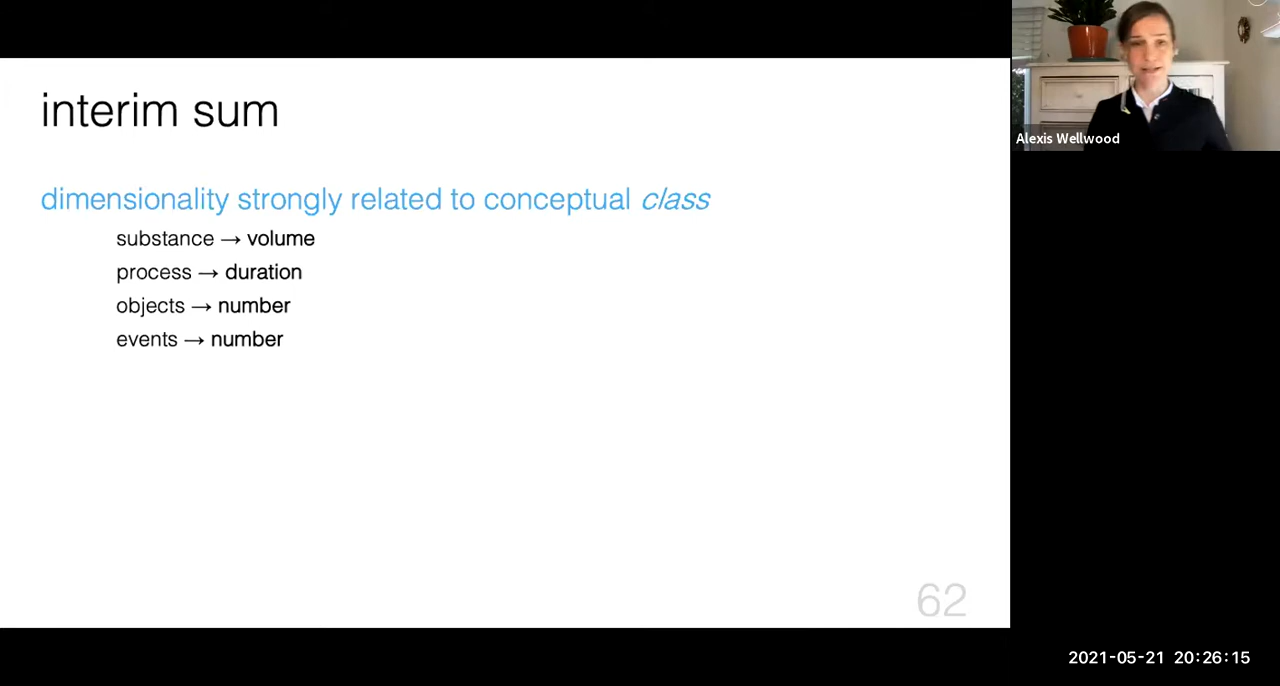 interim sum
dimensionality strongly related to conceptual class
substance → volume
process → duration
objects → number
events → number
62
Alexis Wellwood
2021-05-21 20:26:15